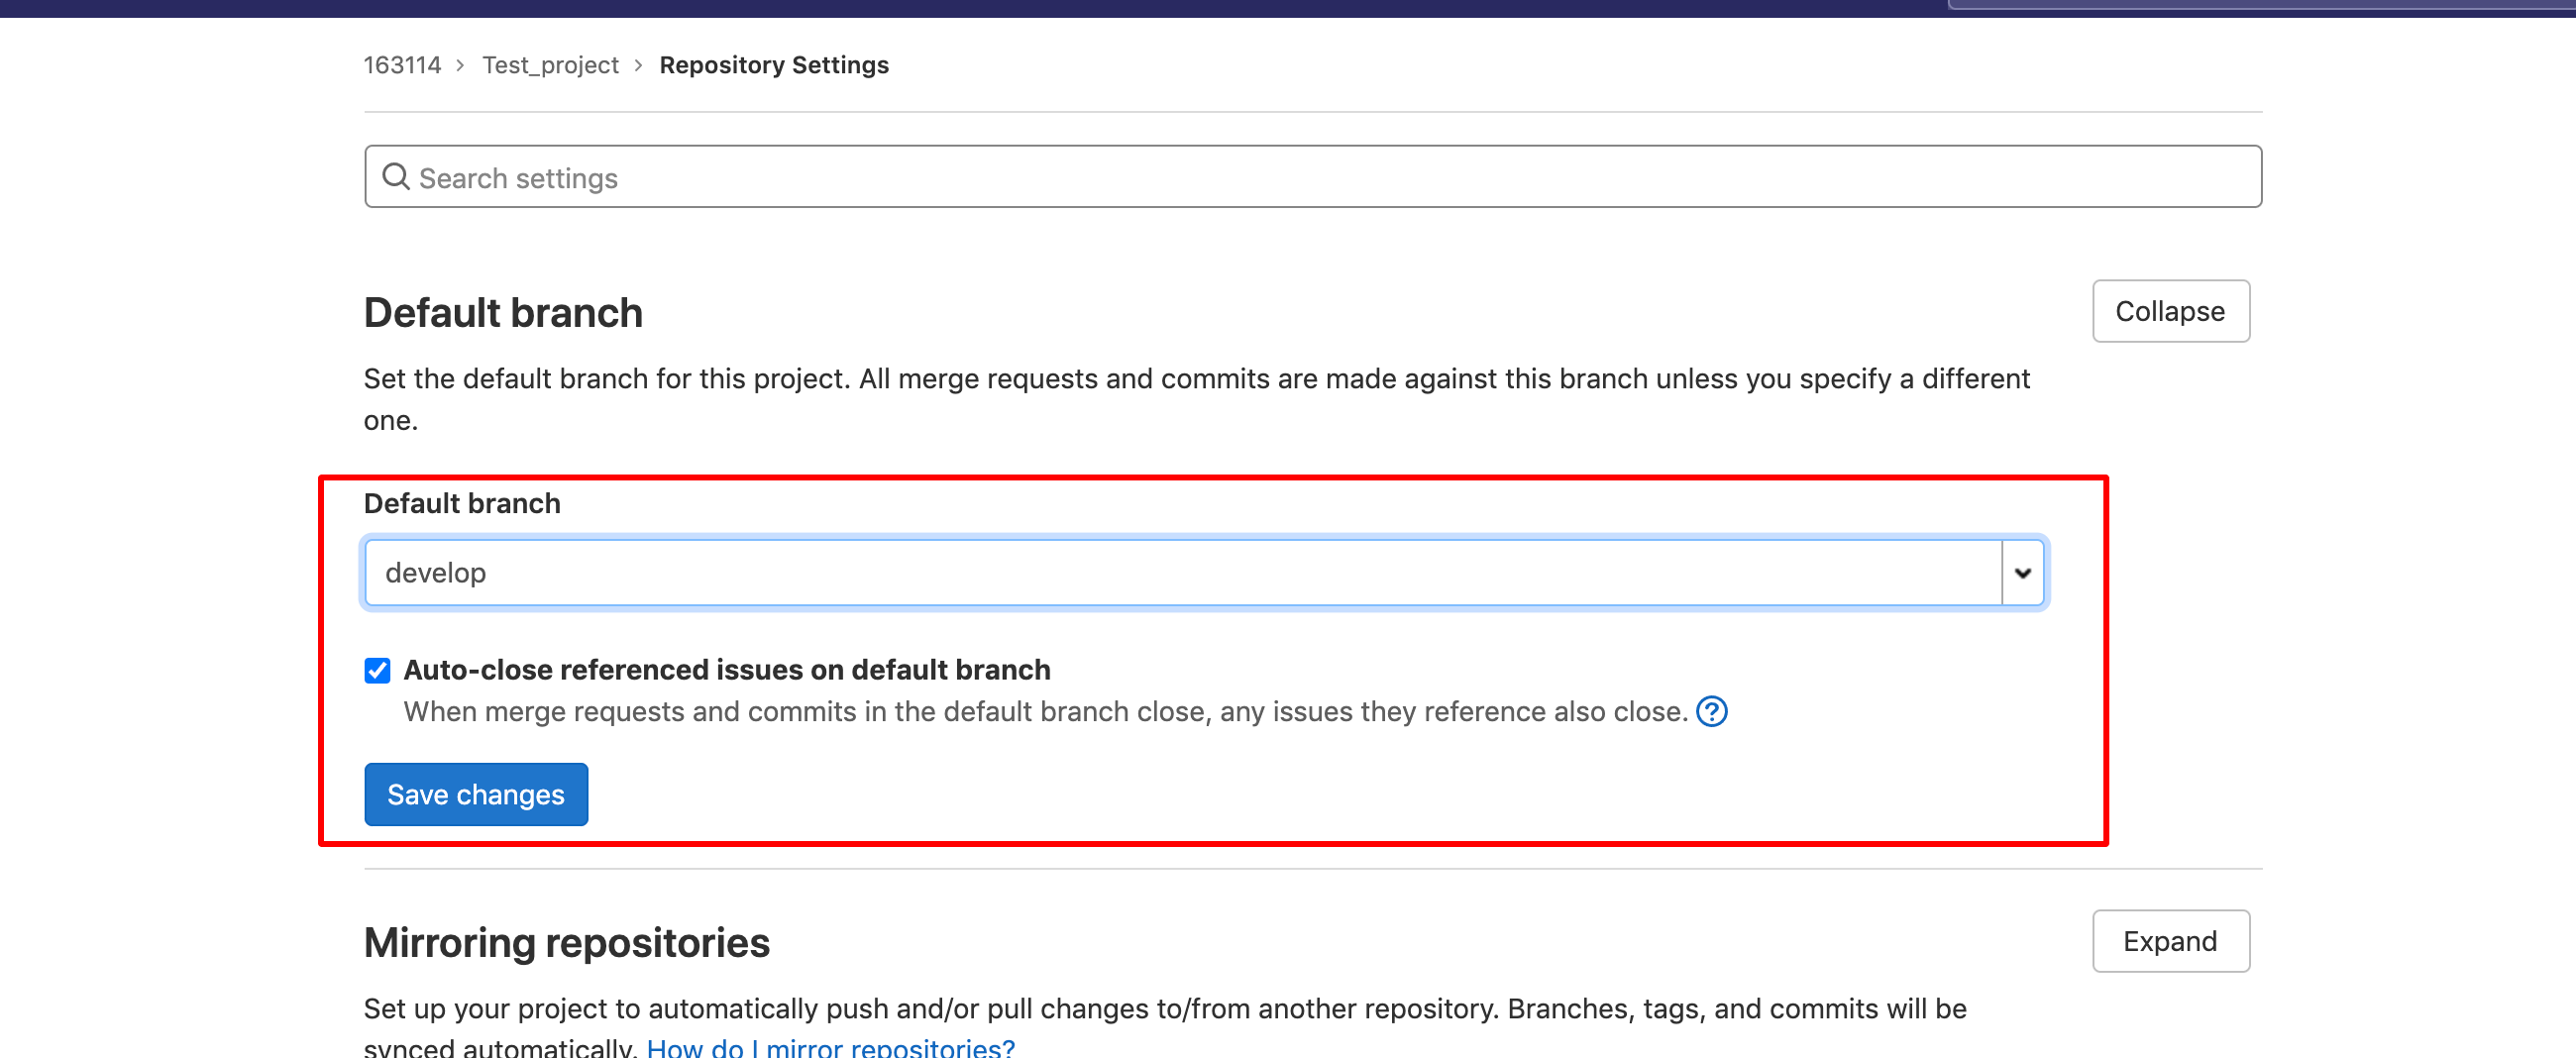 163114 > Test_project > Repository Settings
Search settings
Default branch
Collapse
Set the default branch for this project. All merge requests and commits are made against this branch unless you specify a different
one.
Default branch
develop
Auto-close referenced issues on default branch
When merge requests and commits in the default branch close, any issues they reference also close. ?
Save changes
Mirroring repositories
Expand
Set up your project to automatically push and/or pull changes to/from another repository. Branches, tags, and commits will be
synced automatically. How do I mirror repositories?